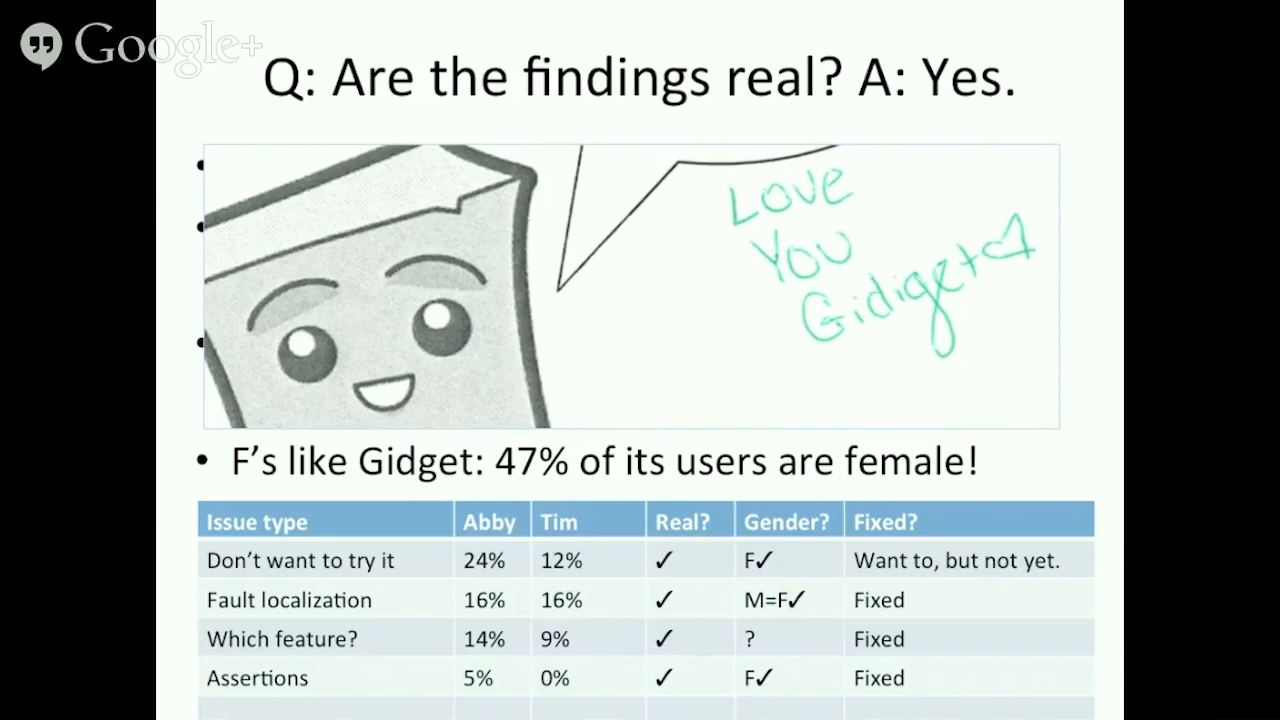 Google+
Q: Are the findings real? A: Yes.
Love
You
Gidiget
• F’s like Gidget: 47% of its users are female!
Issue type Abby Tim Real? Gender? Fixed?
Don’t want to try it 24% 12% ✓ F✓ Want to, but not yet.
Fault localization 16% 16% ✓ M=F✓ Fixed
Which feature? 14% 9% ✓ ? Fixed
Assertions 5% 0% ✓ F✓ Fixed